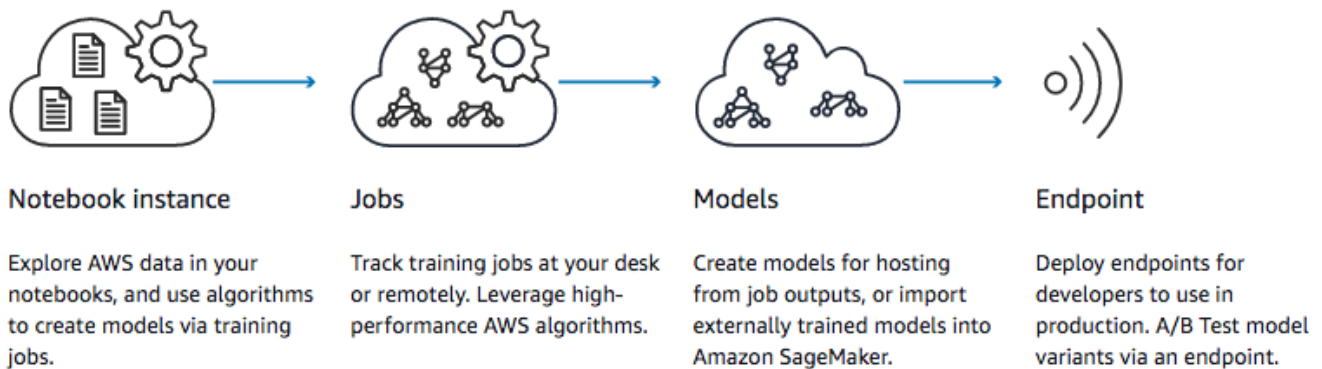 Notebook instance
Explore AWS data in your
notebooks, and use algorithms
to create models via training
jobs.
Jobs
Track training jobs at your desk
or remotely. Leverage high-
performance AWS algorithms.
Models
Create models for hosting
from job outputs, or import
externally trained models into
Amazon SageMaker.
Endpoint
Deploy endpoints for
developers to use in
production. A/B Test model
variants via an endpoint.